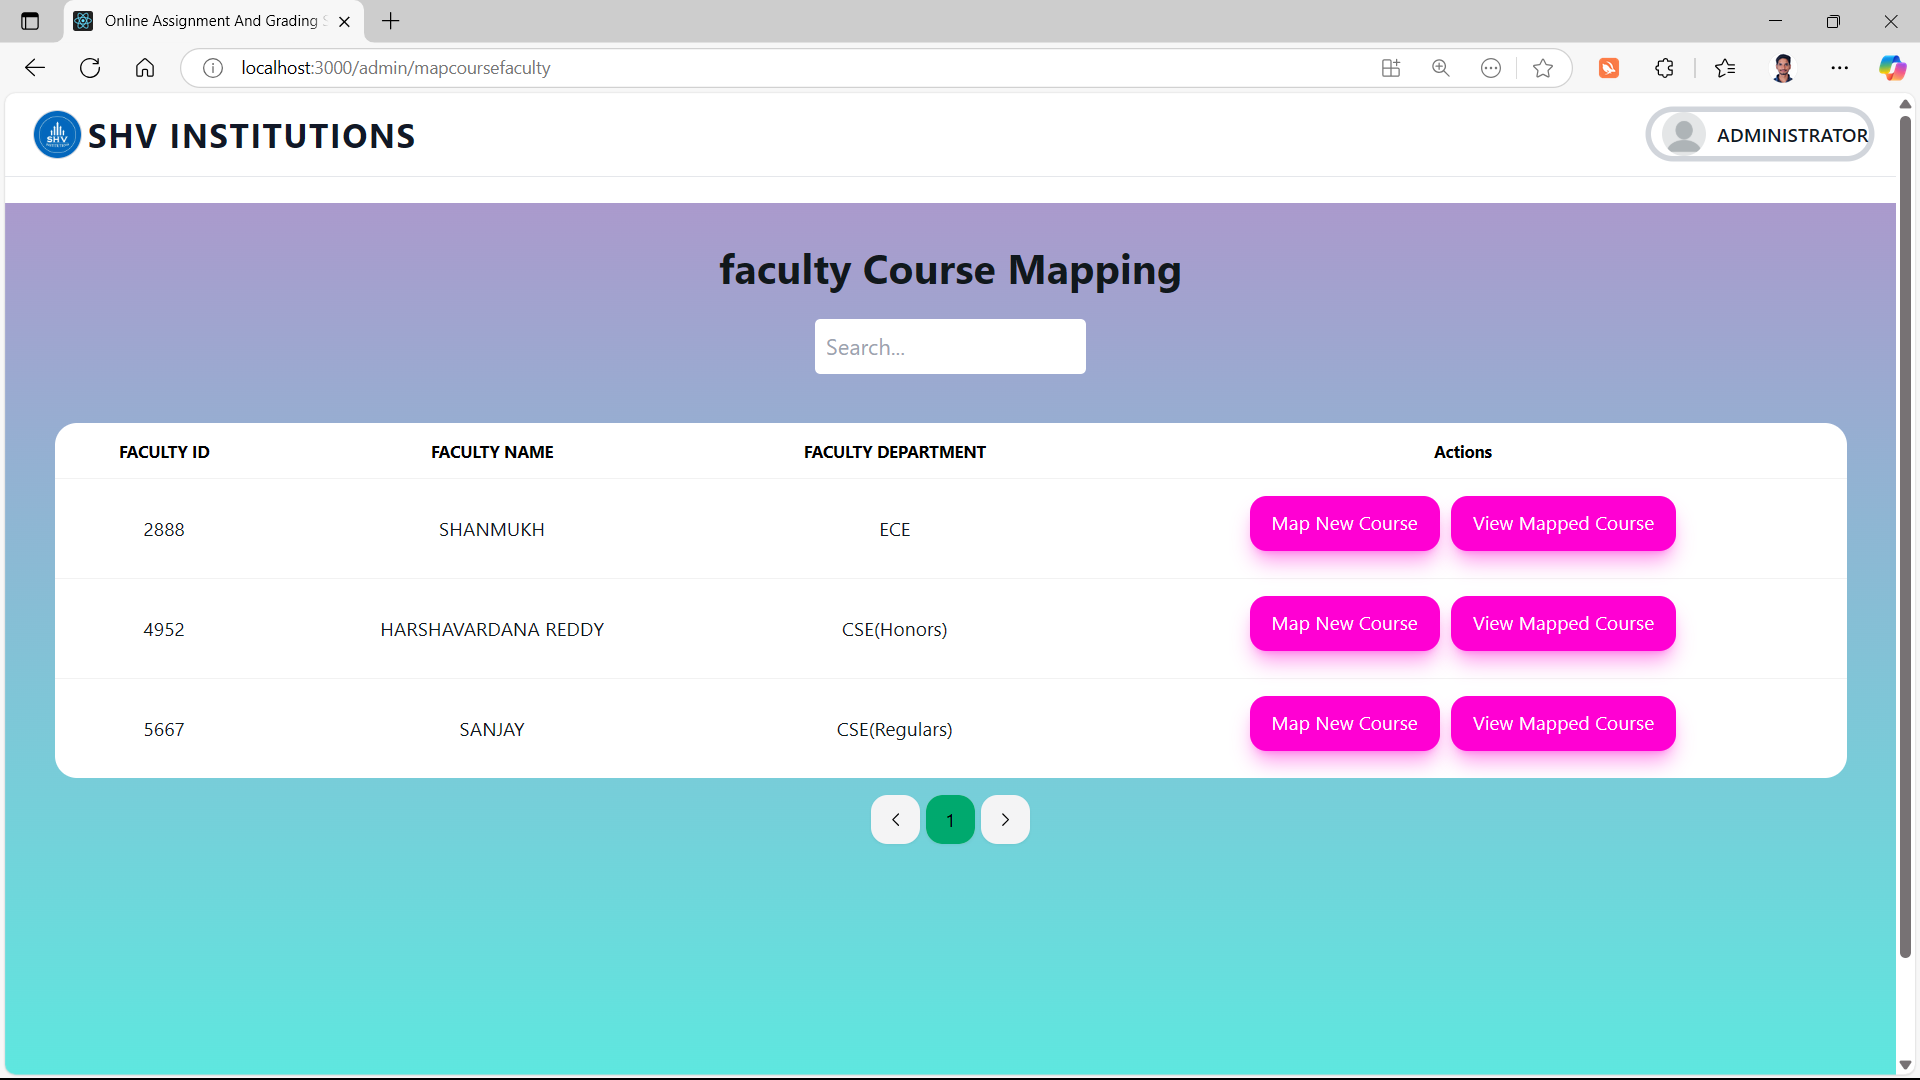 Online Assignment And Grading S
localhost:3000/admin/mapcoursefaculty
SHV
SHV INSTITUTIONS
ADMINISTRATOR
faculty Course Mapping
Search...
FACULTY ID FACULTY NAME FACULTY DEPARTMENT Actions
2888 SHANMUKH ECE Map New Course View Mapped Course
4952 HARSHAVARDANA REDDY CSE(Honors) Map New Course View Mapped Course
5667 SANJAY CSE(Regulars) Map New Course View Mapped Course
1